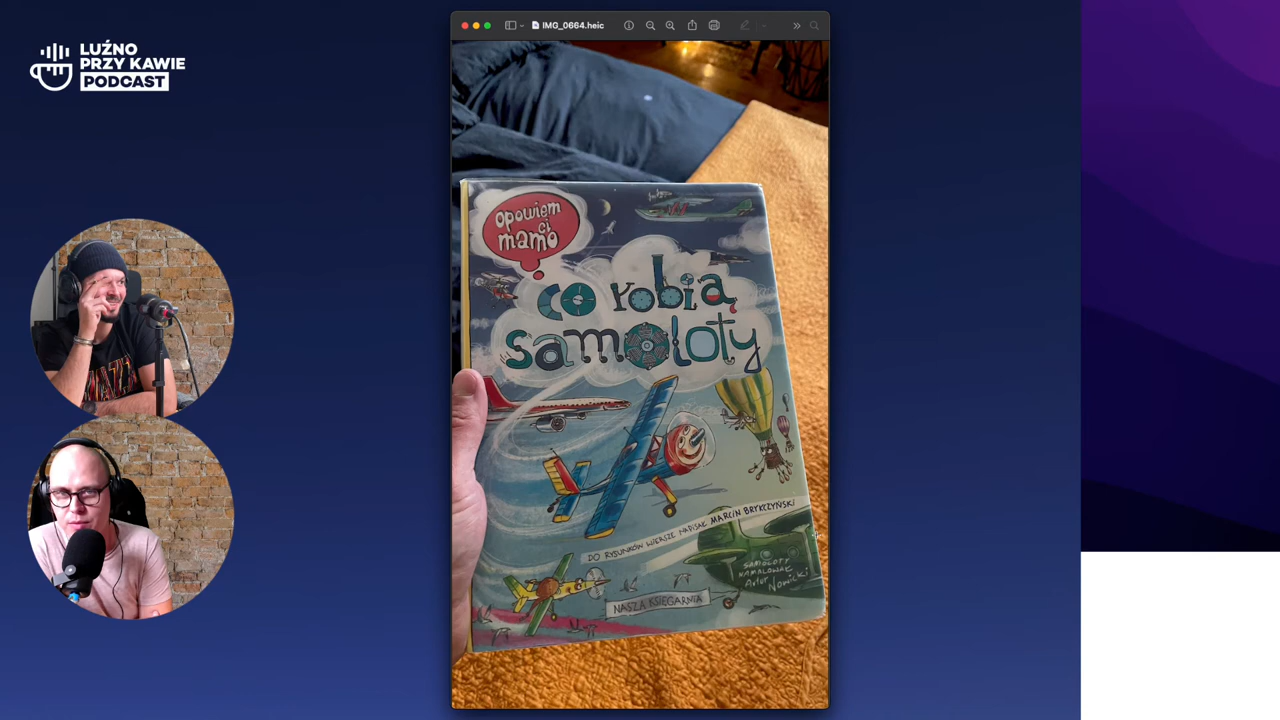 LUŹNO
PRZY KAWIE
PODCAST
IMG_0664.heic
opowiem
ci
mamo
co robią
samoloty
DO RYSUNKÓW WIERSZE NAPISAŁ MARCIN BRYKCZYŃSKI
SAMOLOTY
NAMALOWAŁ
Artur Nowicki
NASZA KSIĘGARNIA